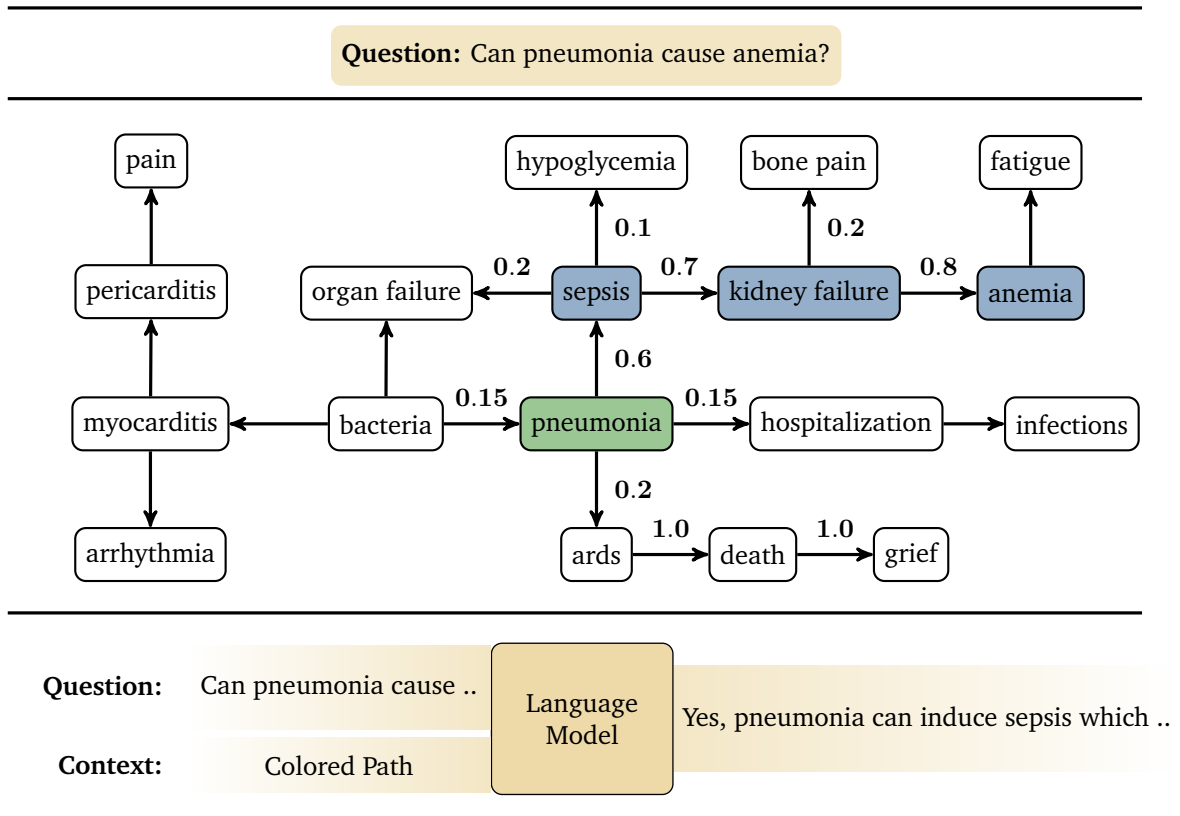 Question: Can pneumonia cause anemia?
pain
hypoglycemia
bone pain
fatigue
0.1
0.2
pericarditis
organ failure
0.2
sepsis
0.7
kidney failure
0.8
anemia
0.6
myocarditis
bacteria
0.15
pneumonia
0.15
hospitalization
infections
0.2
arrhythmia
ards
1.0
death
1.0
grief
Question:
Can pneumonia cause ..
Language
Model
Yes, pneumonia can induce sepsis which ..
Context:
Colored Path